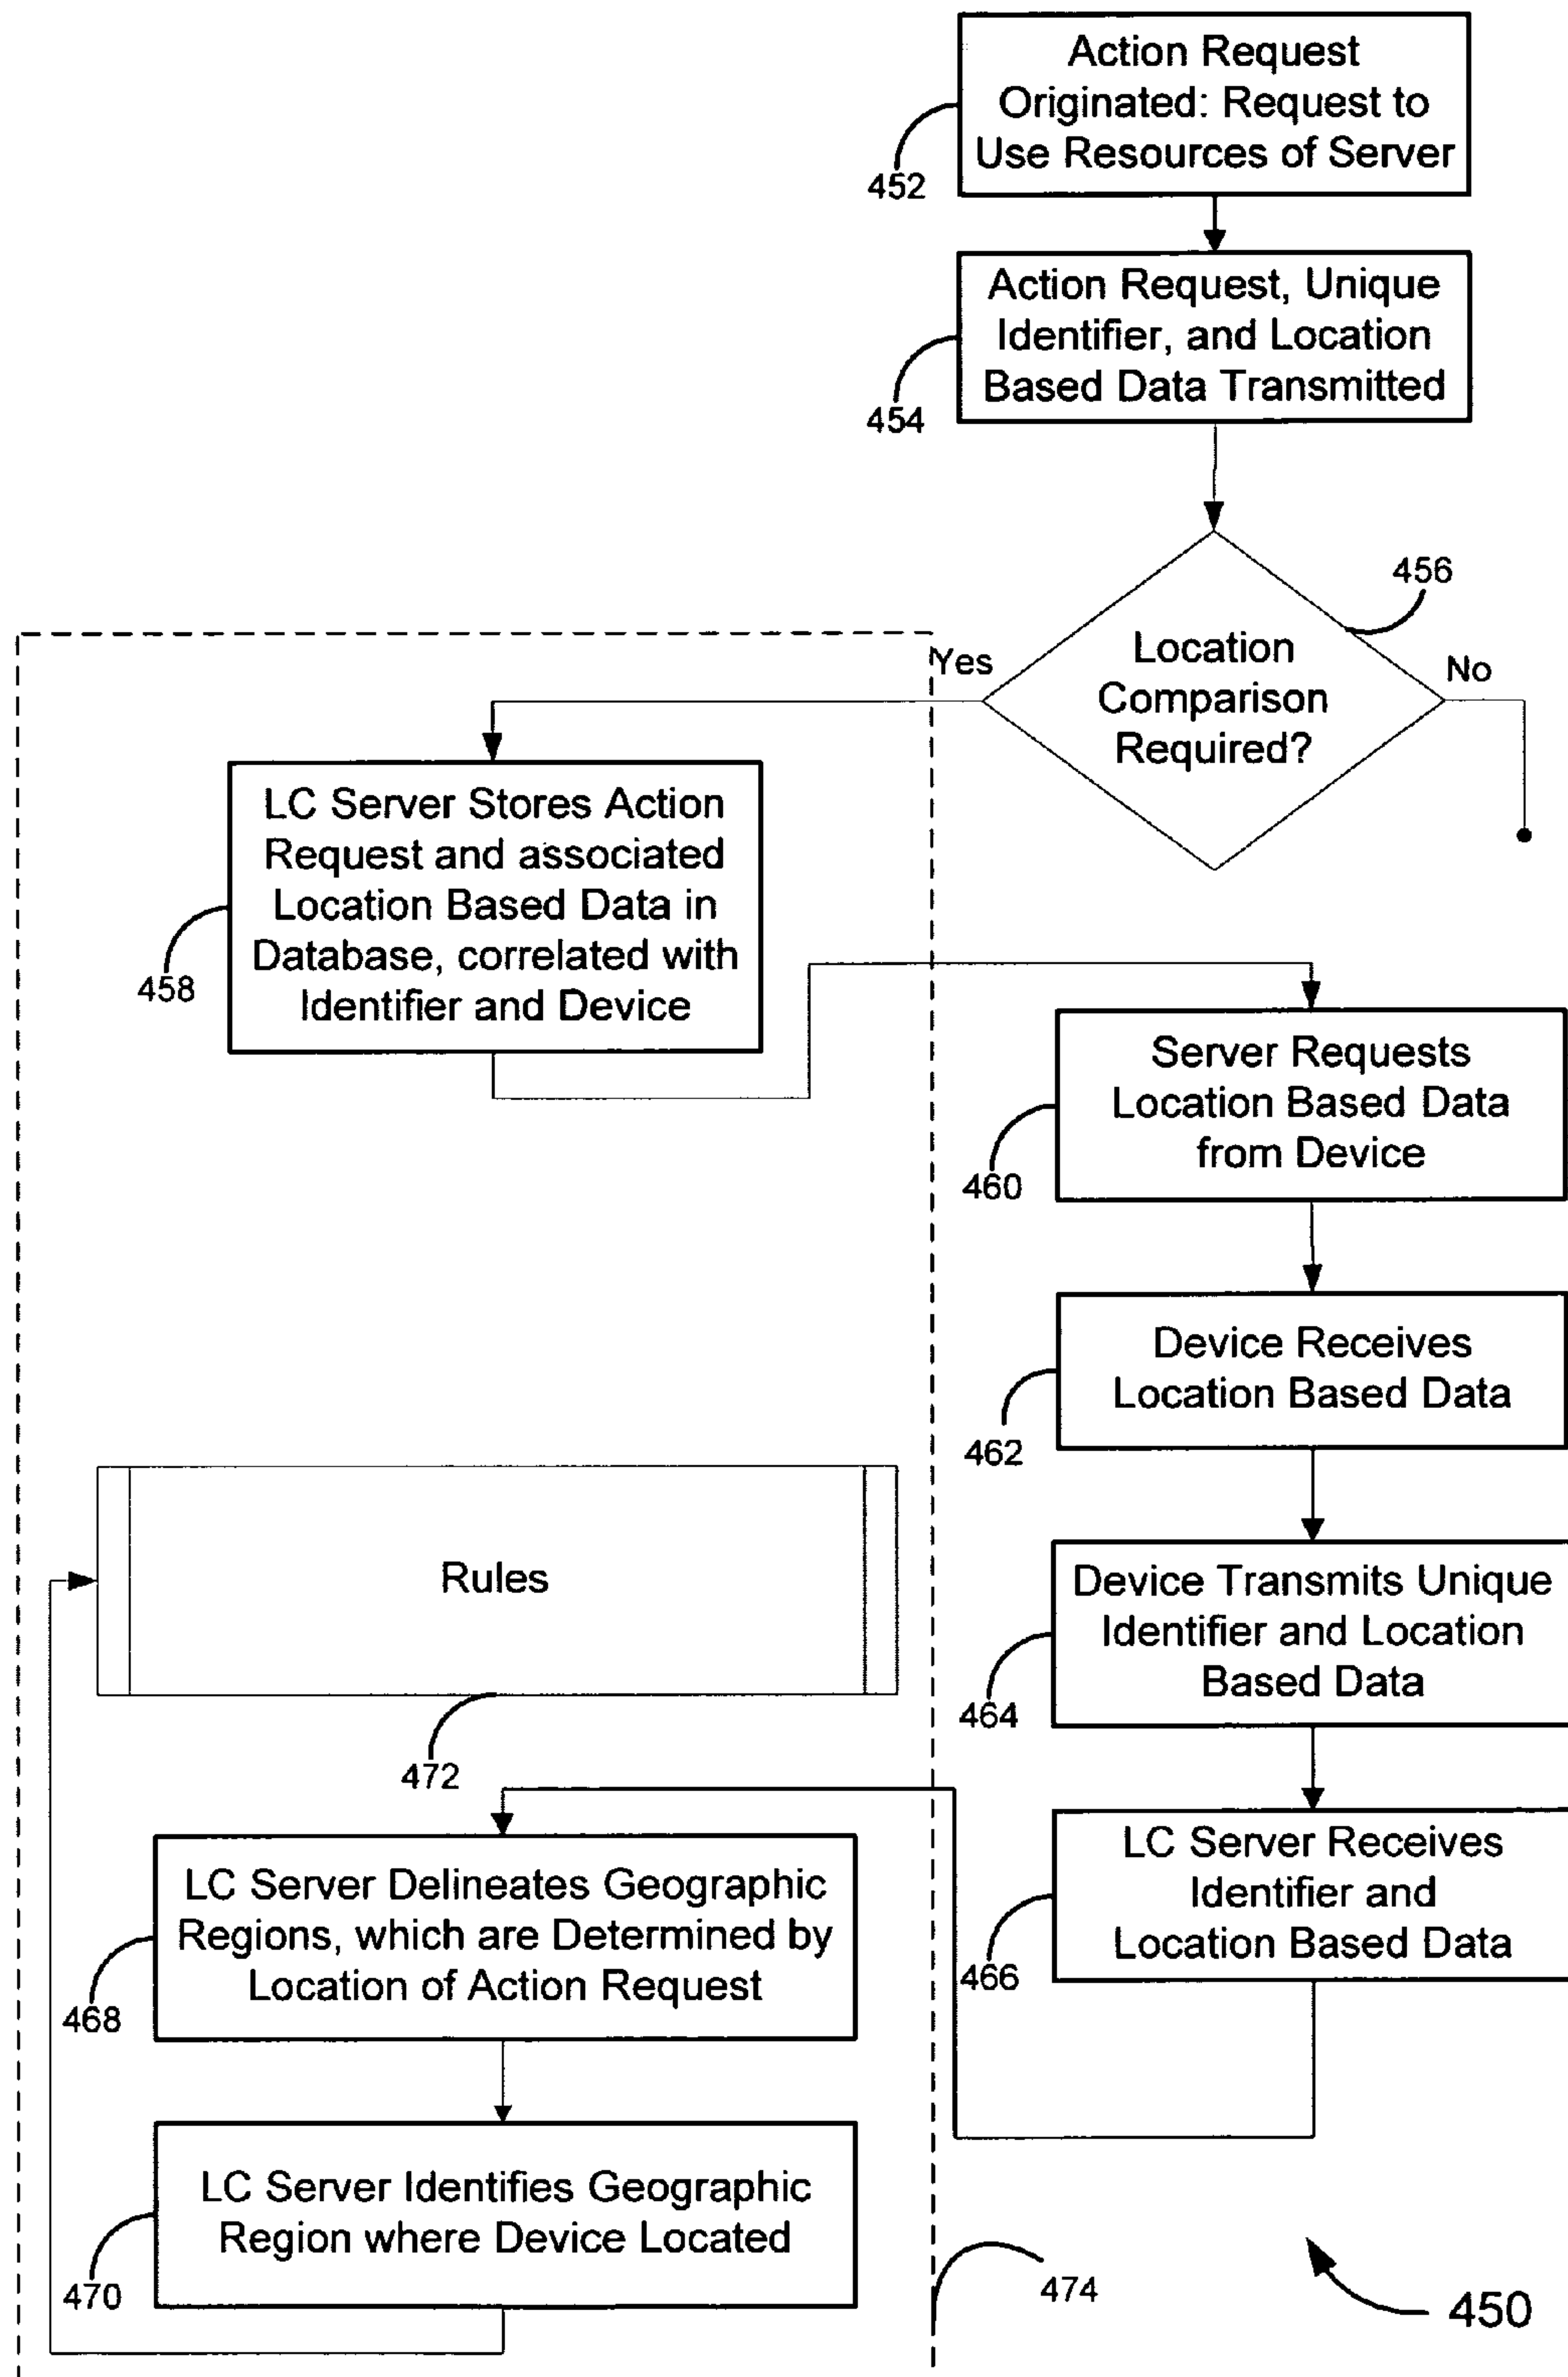 Action Request
Originated: Request to
Use Resources of Server
452
Action Request, Unique
Identifier, and Location
Based Data Transmitted
454
456
Location
Comparison
Required?
Yes
No
LC Server Stores Action
Request and associated
Location Based Data in
Database, correlated with
Identifier and Device
458
Server Requests
Location Based Data
from Device
460
Device Receives
Location Based Data
462
Device Transmits Unique
Identifier and Location
Based Data
464
LC Server Receives
Identifier and
Location Based Data
466
LC Server Delineates Geographic
Regions, which are Determined by
Location of Action Request
468
LC Server Identifies Geographic
Region where Device Located
470
Rules
472
474
450